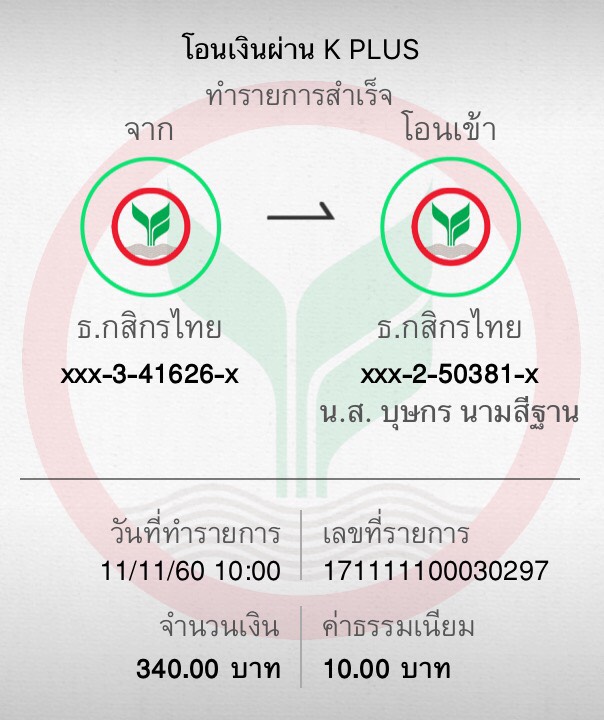 โอนเงินผ่าน K PLUS
ทำรายการสำเร็จ
จาก
โอนเข้า
ธ.กสิกรไทย
ธ.กสิกรไทย
xxx-3-41626-x
xxx-2-50381-x
น.ส. บุษกร นามสีฐาน
วันที่ทำรายการ
เลขที่รายการ
11/11/60 10:00
171111100030297
จำนวนเงิน
ค่าธรรมเนียม
340.00 บาท
10.00 บาท